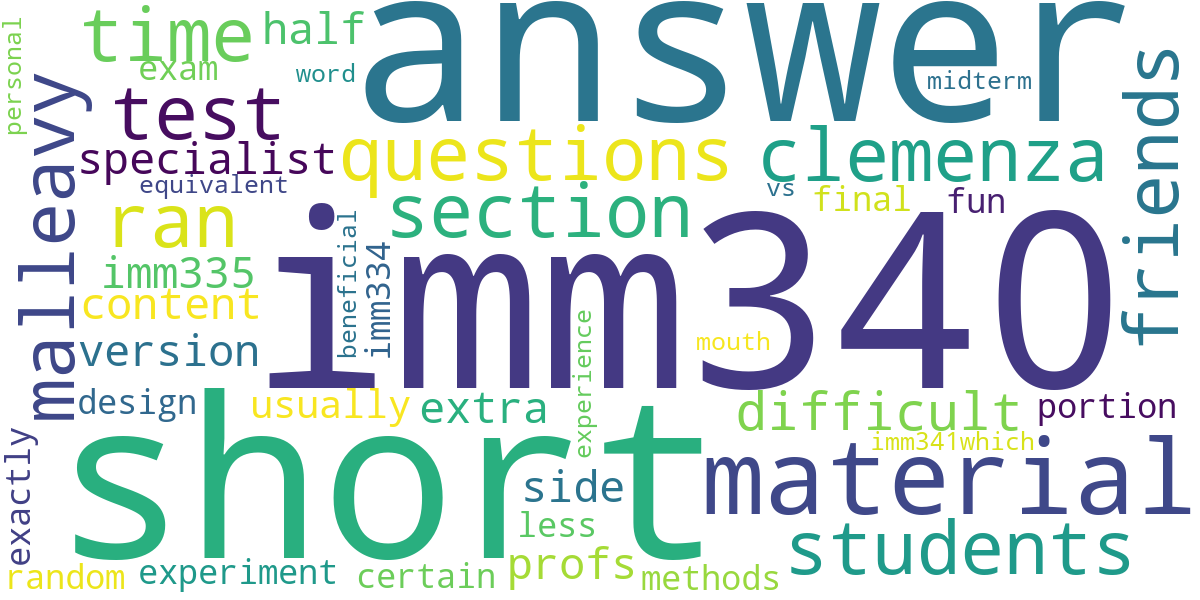 answer
time
half
personal
exam
word
midterm
friends
malleavy
test
questions
clemenza
specialist
equivalent
vs
final
fun
ran
section
imm340
beneficial
imm334
imm335
content
version
experience
mouth
design
usually
extra
short
difficult
portion
imm341which
exactly
material
side
less
students
random
experiment
certain
profs
methods